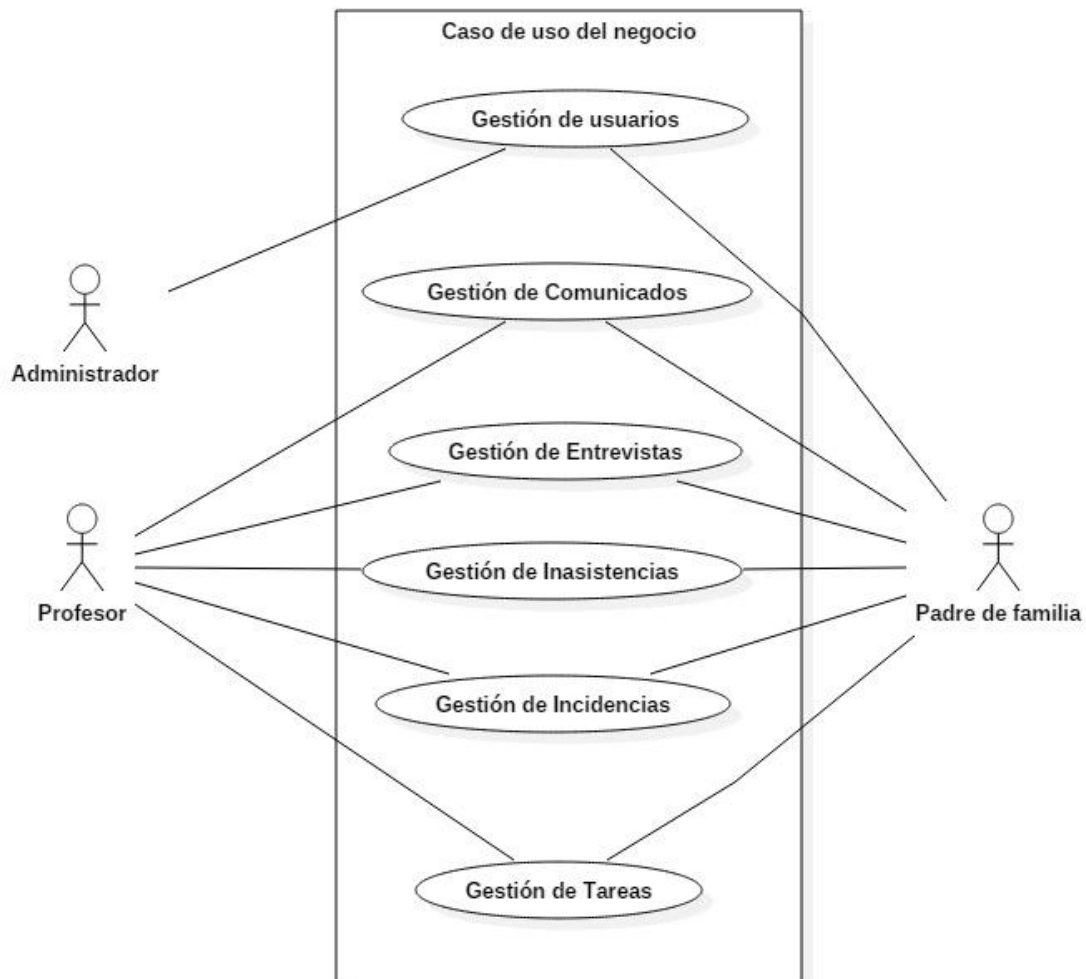 Caso de uso del negocio
Gestión de usuarios
Gestión de Comunicados
Administrador
Gestión de Entrevistas
Gestión de Inasistencias
Profesor
Padre de familia
Gestión de Incidencias
Gestión de Tareas